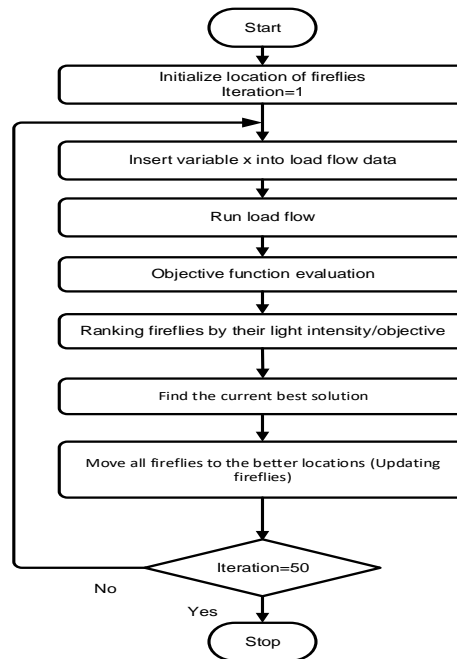 Start
Initialize location of fireflies
Iteration=1
Insert variable x into load flow data
Run load flow
Objective function evaluation
Ranking fireflies by their light intensity/objective
Find the current best solution
Move all fireflies to the better locations (Updating
fireflies)
Iteration=50
No
Yes
Stop